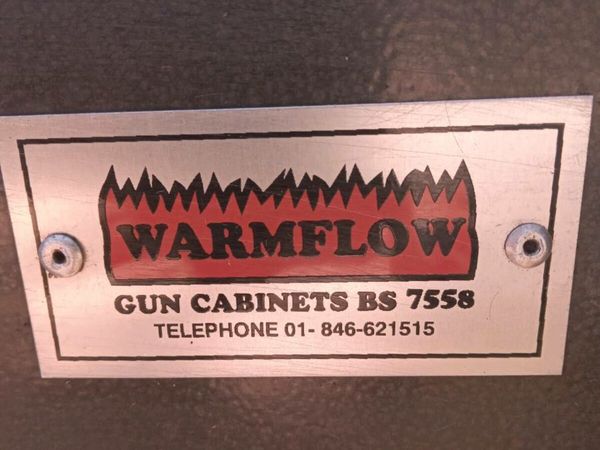 WARMFLOW
GUN CABINETS BS 7558
TELEPHONE 01- 846-621515